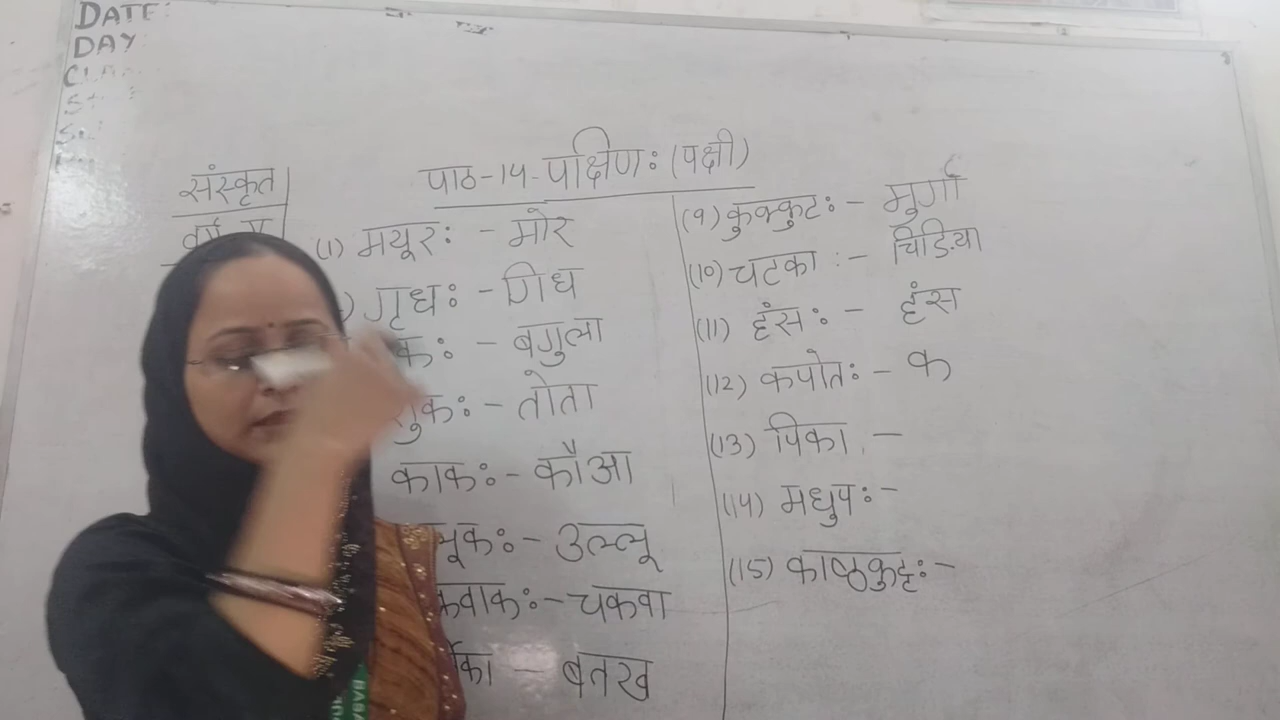 DATE:
DAY
संस्कृत
पाठ-14-पक्षिणः (पक्षी)
(1) मयूरः - मोर
गृधः - गिध
कः - बगुला
शुकः - तोता
काकः - कौआ
लूकः - उल्लू
क्रवाकः - चकवा
का - बतख
(9) कुक्कुटः - मुर्गा
(10) चटका : - चिडिया
(11) हंसः - हंस
(12) कपोतः - क
(13) पिका -
(14) मधुपः -
(15) काष्ठकुट्टः -